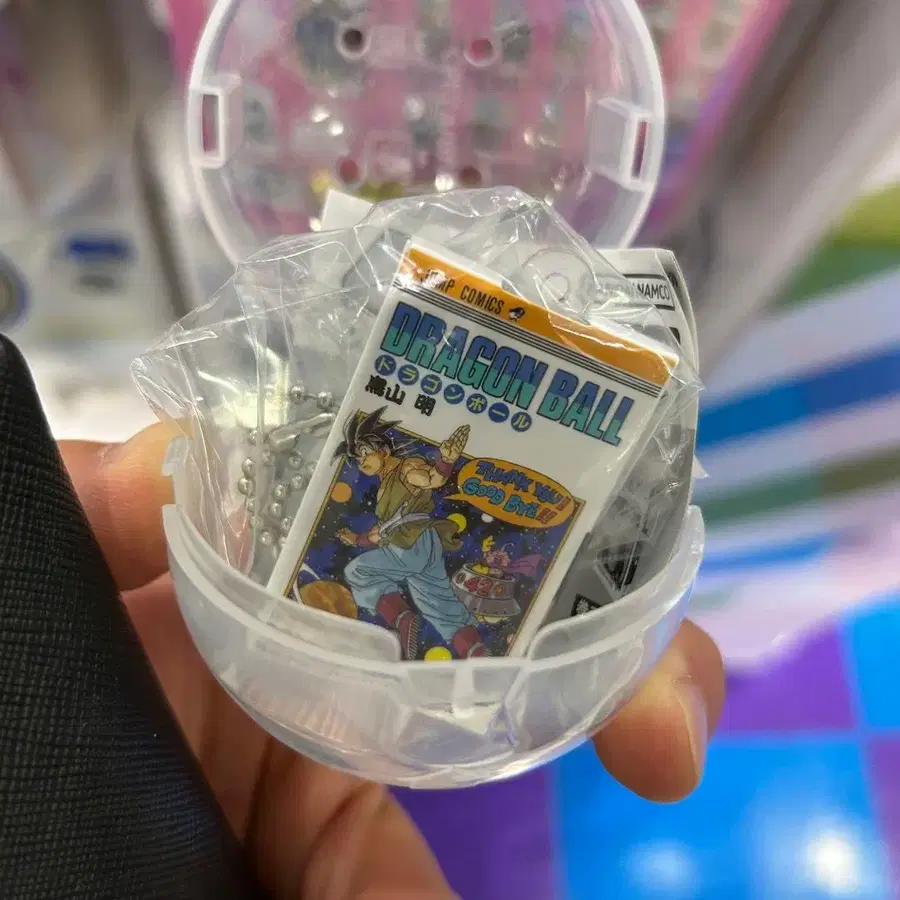 JUMP COMICS
DRAGON BALL
ドラゴンボール
鳥山 明
THANK YOU!!
GOOD BYE!!!
42
NAMCO